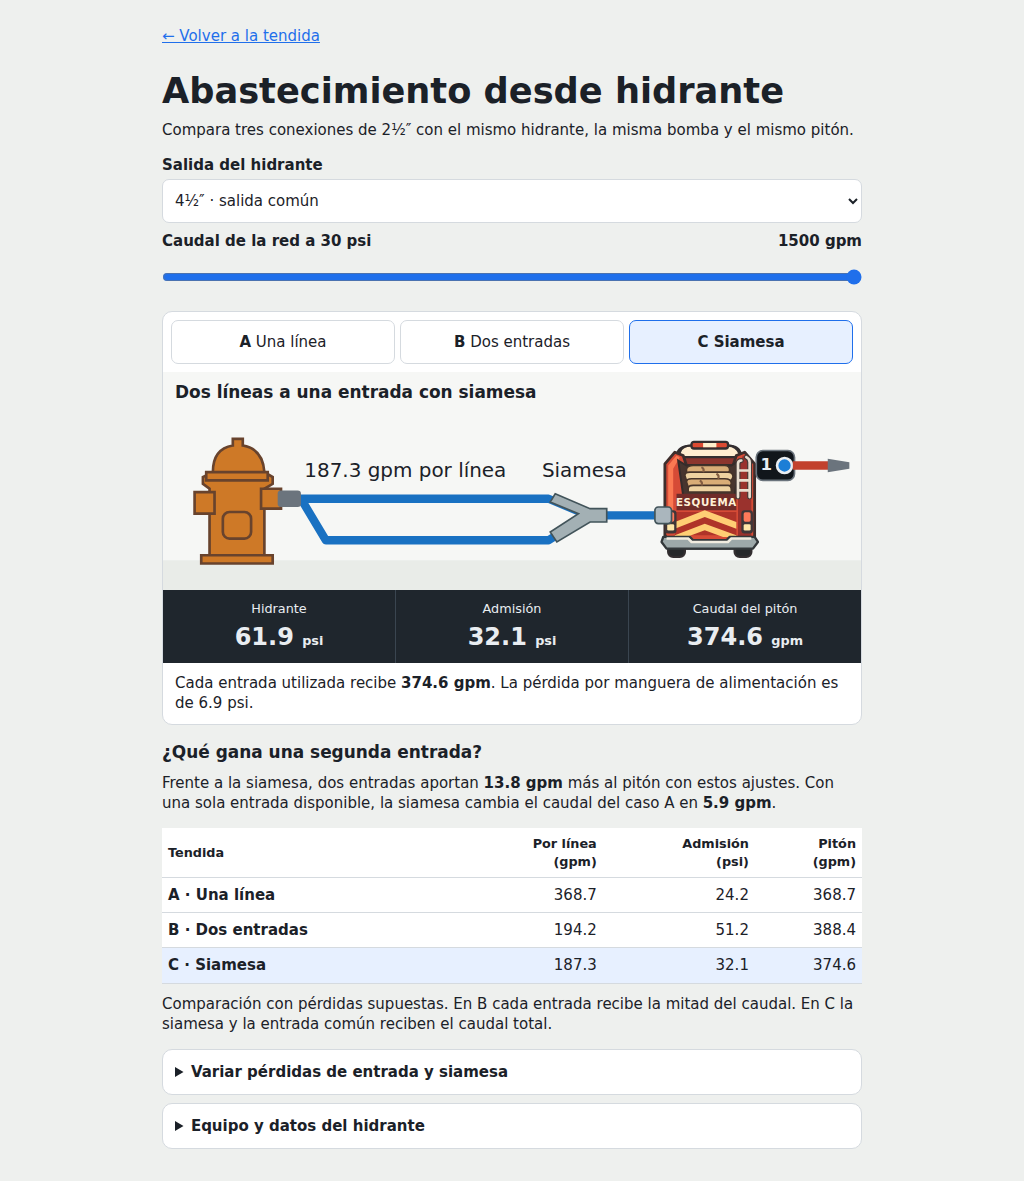 ← Volver a la tendida
Abastecimiento desde hidrante
Compara tres conexiones de 2½″ con el mismo hidrante, la misma bomba y el mismo pitón.
Salida del hidrante
4½″ · salida común
Caudal de la red a 30 psi 1500 gpm
A Una línea B Dos entradas C Siamesa
Dos líneas a una entrada con siamesa
187.3 gpm por línea Siamesa
1
ESQUEMA
Hidrante Admisión Caudal del pitón
61.9 psi 32.1 psi 374.6 gpm
Cada entrada utilizada recibe 374.6 gpm. La pérdida por manguera de alimentación es
de 6.9 psi.
¿Qué gana una segunda entrada?
Frente a la siamesa, dos entradas aportan 13.8 gpm más al pitón con estos ajustes. Con
una sola entrada disponible, la siamesa cambia el caudal del caso A en 5.9 gpm.
Tendida Por línea (gpm) Admisión (psi) Pitón (gpm)
A · Una línea 368.7 24.2 368.7
B · Dos entradas 194.2 51.2 388.4
C · Siamesa 187.3 32.1 374.6
Comparación con pérdidas supuestas. En B cada entrada recibe la mitad del caudal. En C la
siamesa y la entrada común reciben el caudal total.
▶ Variar pérdidas de entrada y siamesa
▶ Equipo y datos del hidrante